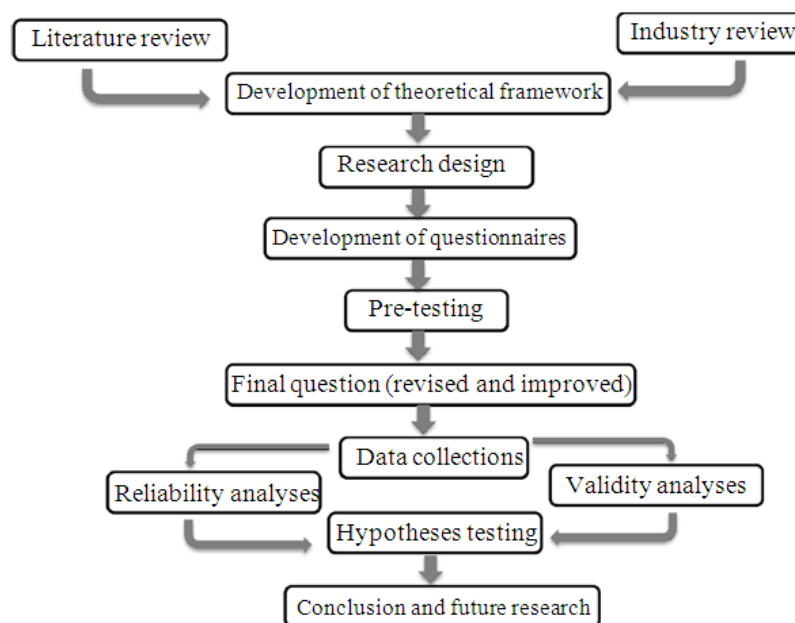 Literature review
Industry review
Development of theoretical framework
Research design
Development of questionnaires
Pre-testing
Final question (revised and improved)
Data collections
Reliability analyses
Validity analyses
Hypotheses testing
Conclusion and future research